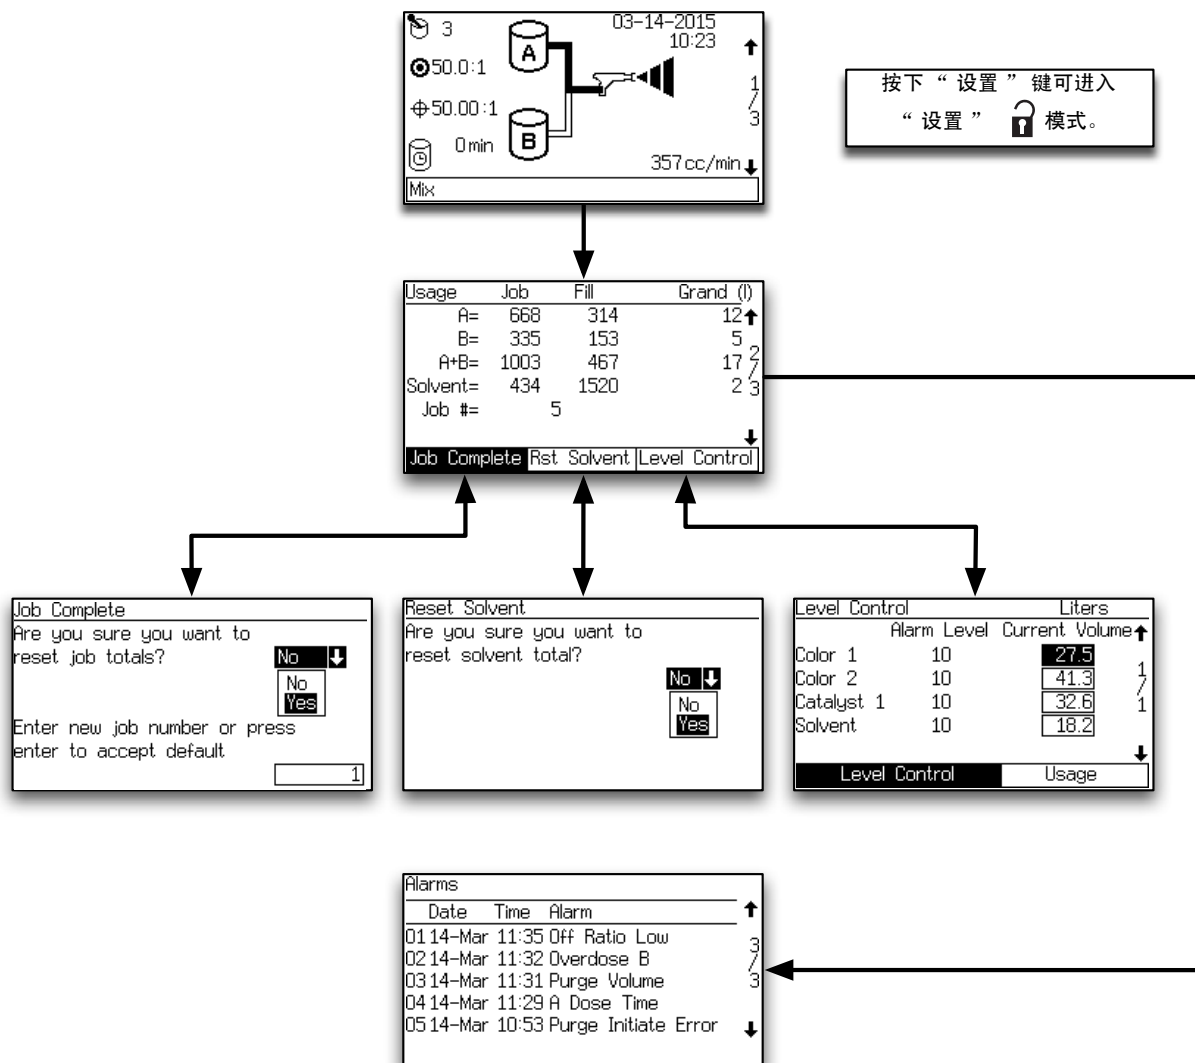 3
03-14-2015
10:23
A
50.0:1
1
/
3
50.00:1
B
0min
357cc/min
Mix
按下“设置”键可进入
“设置” 模式。
Usage Job Fill Grand (l)
A= 668 314 12
B= 335 153 5
A+B= 1003 467 17
Solvent= 434 1520 2
Job #= 5
2
/
3
Job Complete Rst Solvent Level Control
Job Complete
Are you sure you want to
reset job totals? No
No
Yes
Enter new job number or press
enter to accept default
1
Reset Solvent
Are you sure you want to
reset solvent total?
No
No
Yes
Level Control Liters
Alarm Level Current Volume
Color 1 10 27.5
Color 2 10 41.3
Catalyst 1 10 32.6
Solvent 10 18.2
1
/
1
Level Control Usage
Alarms
Date Time Alarm
01 14-Mar 11:35 Off Ratio Low
02 14-Mar 11:32 Overdose B
03 14-Mar 11:31 Purge Volume
04 14-Mar 11:29 A Dose Time
05 14-Mar 10:53 Purge Initiate Error
3
/
3